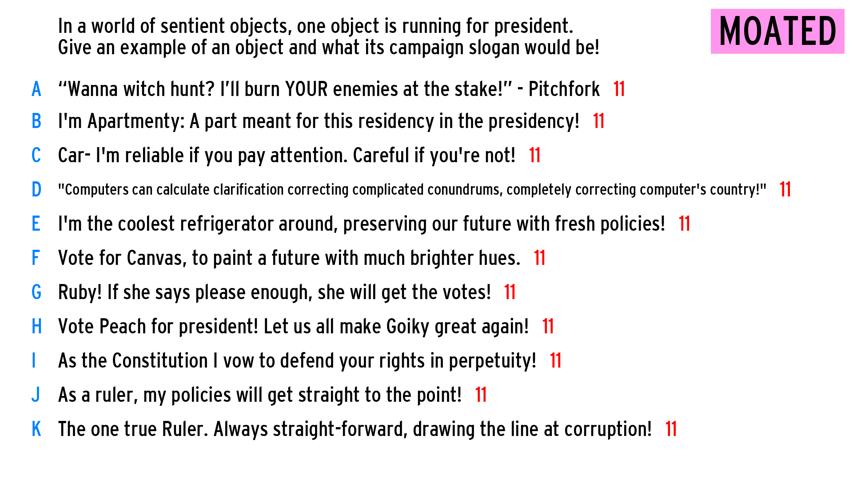 In a world of sentient objects, one object is running for president.
Give an example of an object and what its campaign slogan would be!
MOATED
A “Wanna witch hunt? I’ll burn YOUR enemies at the stake!” - Pitchfork 11
B I'm Apartmenty: A part meant for this residency in the presidency! 11
C Car- I'm reliable if you pay attention. Careful if you're not! 11
D "Computers can calculate clarification correcting complicated conundrums, completely correcting computer's country!" 11
E I'm the coolest refrigerator around, preserving our future with fresh policies! 11
F Vote for Canvas, to paint a future with much brighter hues. 11
G Ruby! If she says please enough, she will get the votes! 11
H Vote Peach for president! Let us all make Goiky great again! 11
I As the Constitution I vow to defend your rights in perpetuity! 11
J As a ruler, my policies will get straight to the point! 11
K The one true Ruler. Always straight-forward, drawing the line at corruption! 11